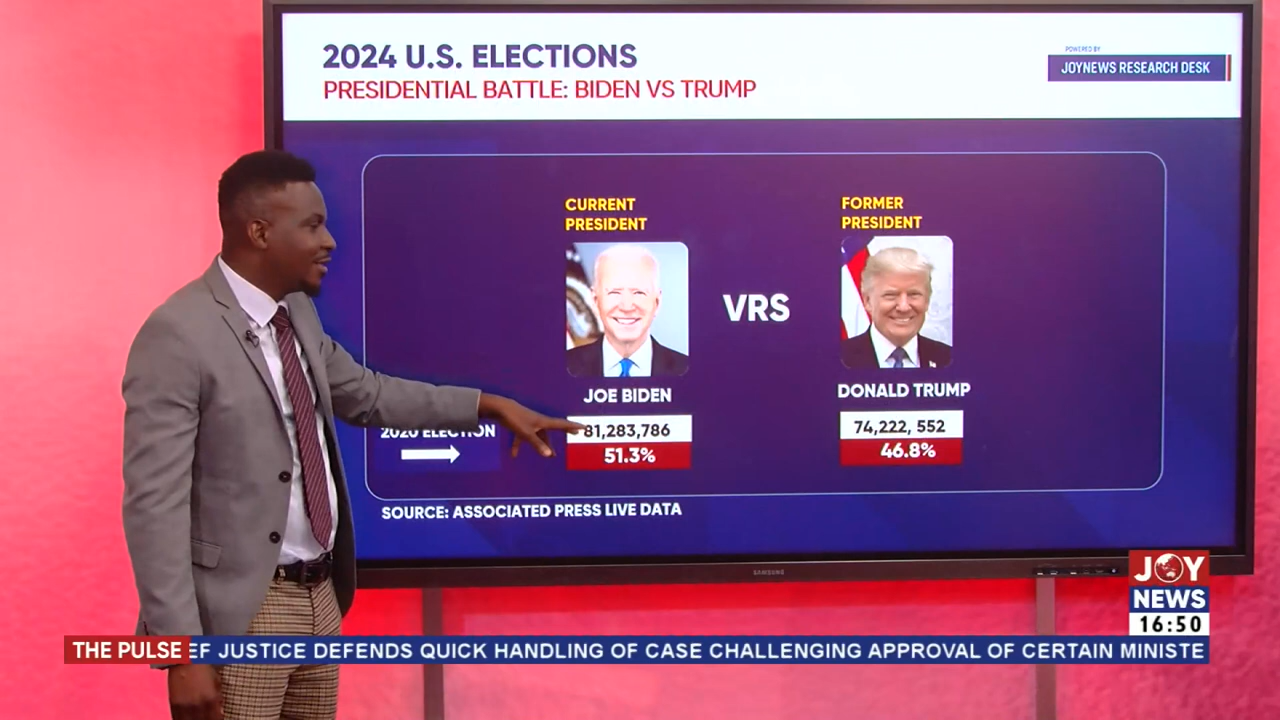 2024 U.S. ELECTIONS
PRESIDENTIAL BATTLE: BIDEN VS TRUMP
POWERED BY
JOYNEWS RESEARCH DESK
CURRENT
PRESIDENT
FORMER
PRESIDENT
VRS
JOE BIDEN
DONALD TRUMP
2020 ELECTION
81,283,786
74,222, 552
51.3%
46.8%
SOURCE: ASSOCIATED PRESS LIVE DATA
SAMSUNG
JOY
NEWS
16:50
THE PULSE
EF JUSTICE DEFENDS QUICK HANDLING OF CASE CHALLENGING APPROVAL OF CERTAIN MINISTE